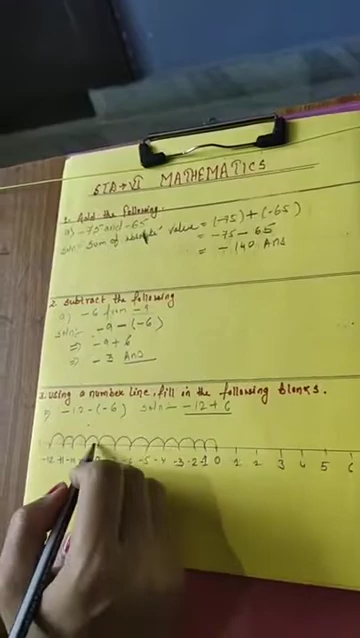 STD → VI MATHEMATICS
1. Add the following.
a) -75 and -65
soln:- sum of absolute value = (-75) + (-65)
= -75 - 65
= -140 Ans
2. subtract the following
a) -6 from -9
soln:- -9 - (-6)
⇒ -9 + 6
⇒ -3 Ans
3. using a number line, fill in the following blanks.
-12 - (-6) soln:- -12 + 6
-12 -11 -5 -4 -3 -2 -1 0 1 2 3 4 5 6